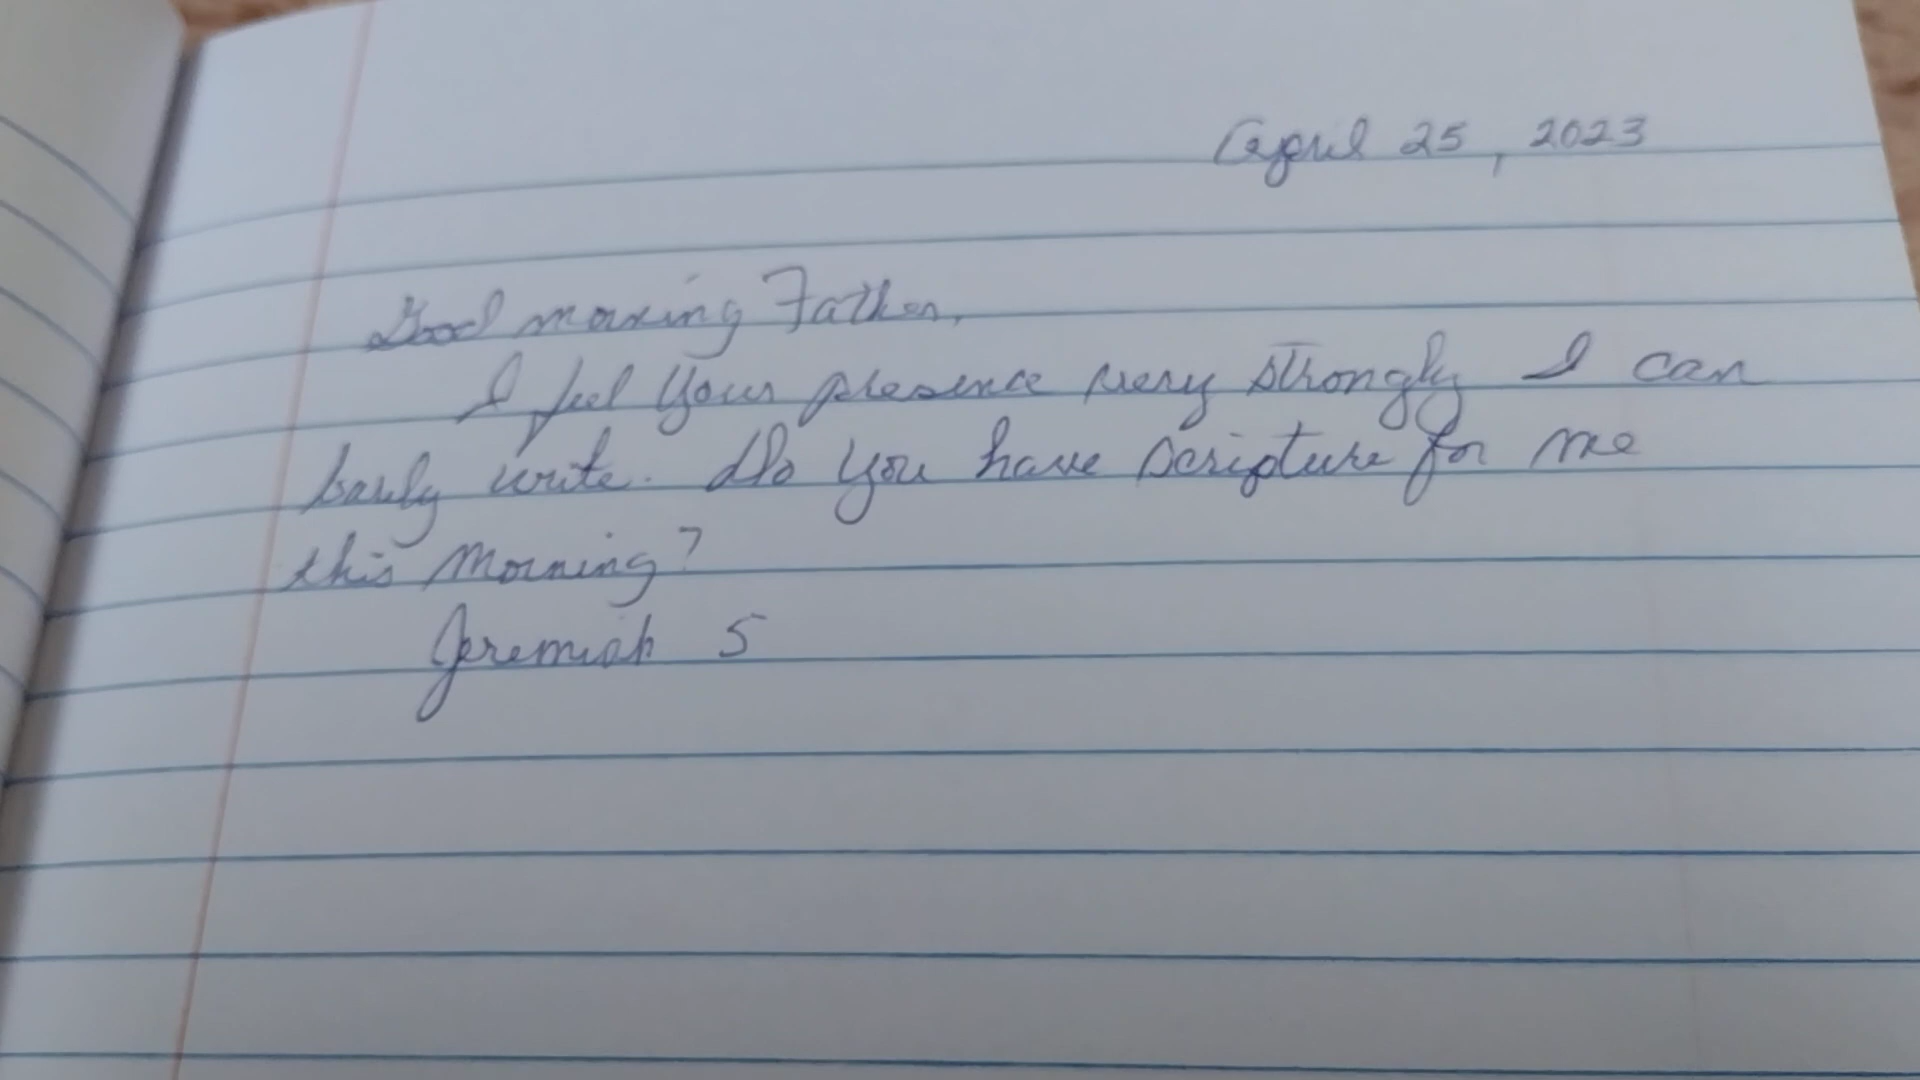 April 25, 2023
Good morning Father,
I feel Your presence very strongly I can
barely write. Do You have scripture for me
this morning?
Jeremiah 5